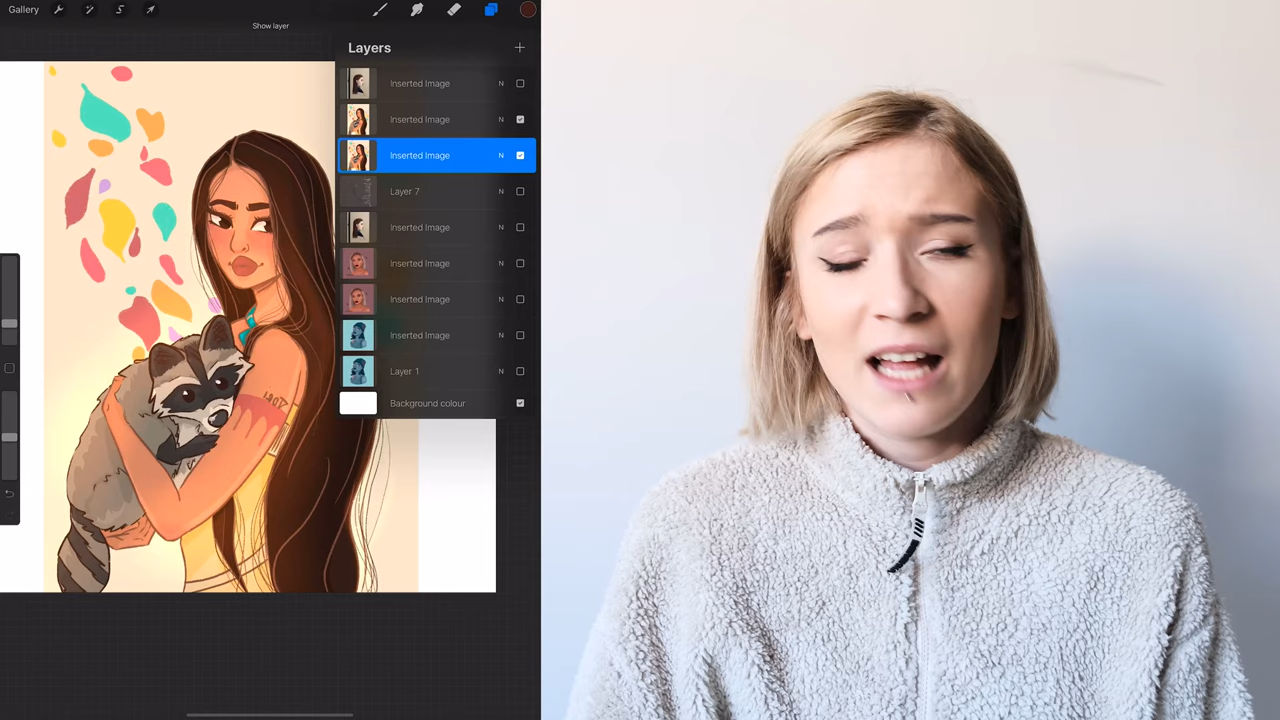 Gallery
Show layer
Layers
Inserted Image N
Inserted Image N
Inserted Image N
Layer 7 N
Inserted Image N
Inserted Image N
Inserted Image N
Inserted Image N
Layer 1 N
Background colour